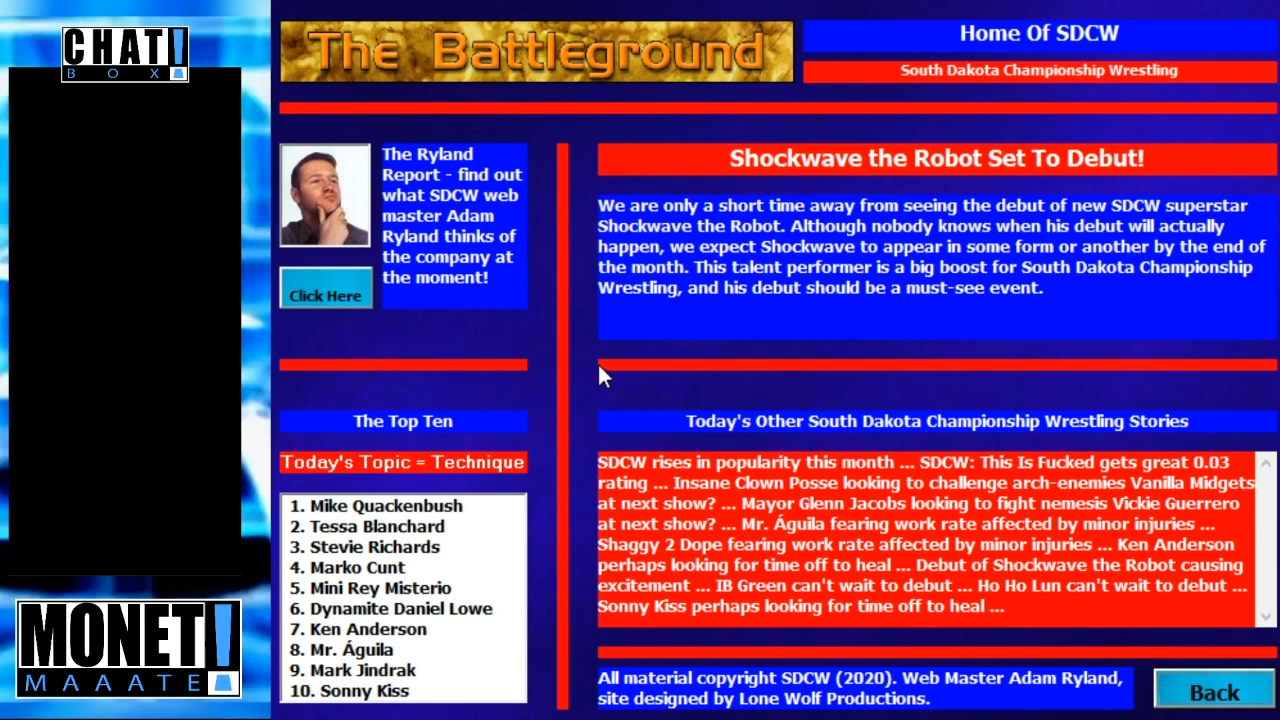 CHAT!
BOX!
The Battleground
Home Of SDCW
South Dakota Championship Wrestling
The Ryland
Report - find out
what SDCW web
master Adam
Ryland thinks of
the company at
the moment!
Click Here
Shockwave the Robot Set To Debut!
We are only a short time away from seeing the debut of new SDCW superstar
Shockwave the Robot. Although nobody knows when his debut will actually
happen, we expect Shockwave to appear in some form or another by the end of
the month. This talent performer is a big boost for South Dakota Championship
Wrestling, and his debut should be a must-see event.
The Top Ten
Today's Topic = Technique
1. Mike Quackenbush
2. Tessa Blanchard
3. Stevie Richards
4. Marko Cunt
5. Mini Rey Misterio
6. Dynamite Daniel Lowe
7. Ken Anderson
8. Mr. Águila
9. Mark Jindrak
10. Sonny Kiss
Today's Other South Dakota Championship Wrestling Stories
SDCW rises in popularity this month ... SDCW: This Is Fucked gets great 0.03
rating ... Insane Clown Posse looking to challenge arch-enemies Vanilla Midgets
at next show? ... Mayor Glenn Jacobs looking to fight nemesis Vickie Guerrero
at next show? ... Mr. Águila fearing work rate affected by minor injuries ...
Shaggy 2 Dope fearing work rate affected by minor injuries ... Ken Anderson
perhaps looking for time off to heal ... Debut of Shockwave the Robot causing
excitement ... IB Green can't wait to debut ... Ho Ho Lun can't wait to debut ...
Sonny Kiss perhaps looking for time off to heal ...
All material copyright SDCW (2020). Web Master Adam Ryland,
site designed by Lone Wolf Productions.
Back
MONET!
MAAATE!